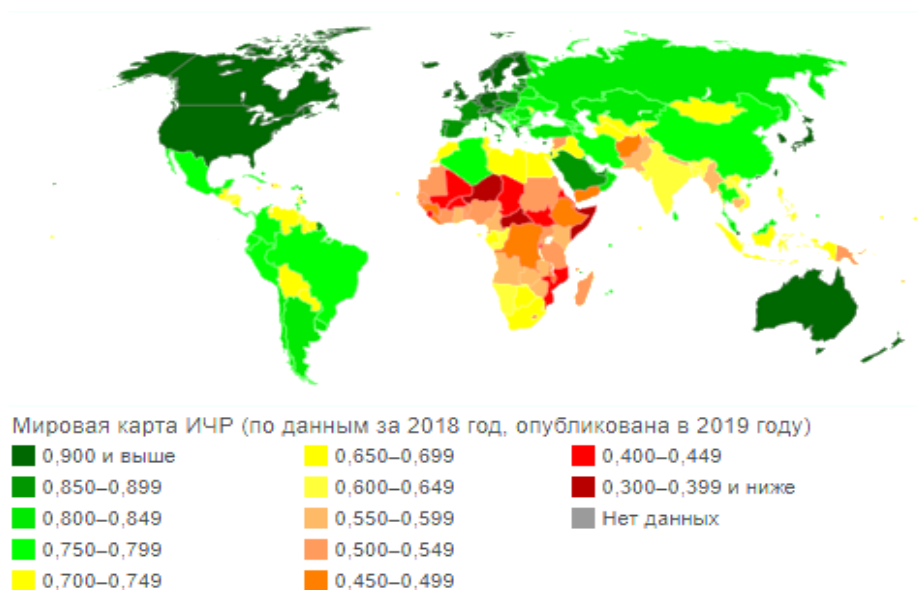 Мировая карта ИЧР (по данным за 2018 год, опубликована в 2019 году)
0,900 и выше
0,850–0,899
0,800–0,849
0,750–0,799
0,700–0,749
0,650–0,699
0,600–0,649
0,550–0,599
0,500–0,549
0,450–0,499
0,400–0,449
0,300–0,399 и ниже
Нет данных